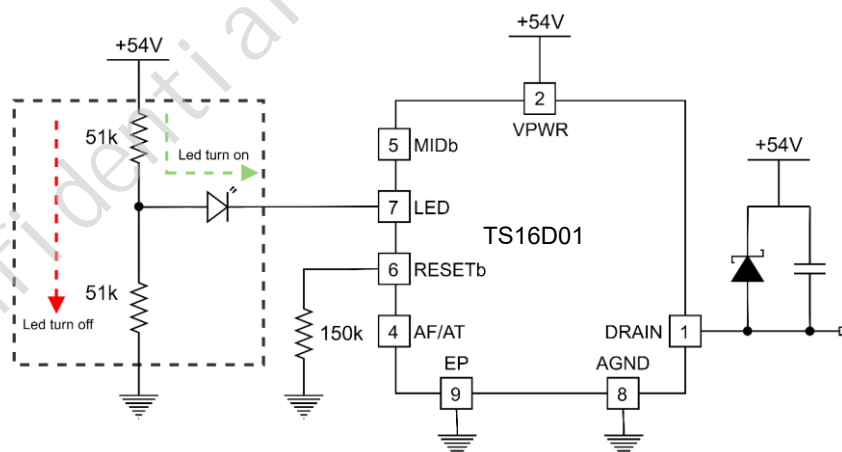 +54V
51k
Led turn on
51k
Led turn off
+54V
2
VPWR
5
MIDb
7
LED
TS16D01
6
RESETb
150k
4
AF/AT
EP
9
AGND
8
DRAIN
1
+54V